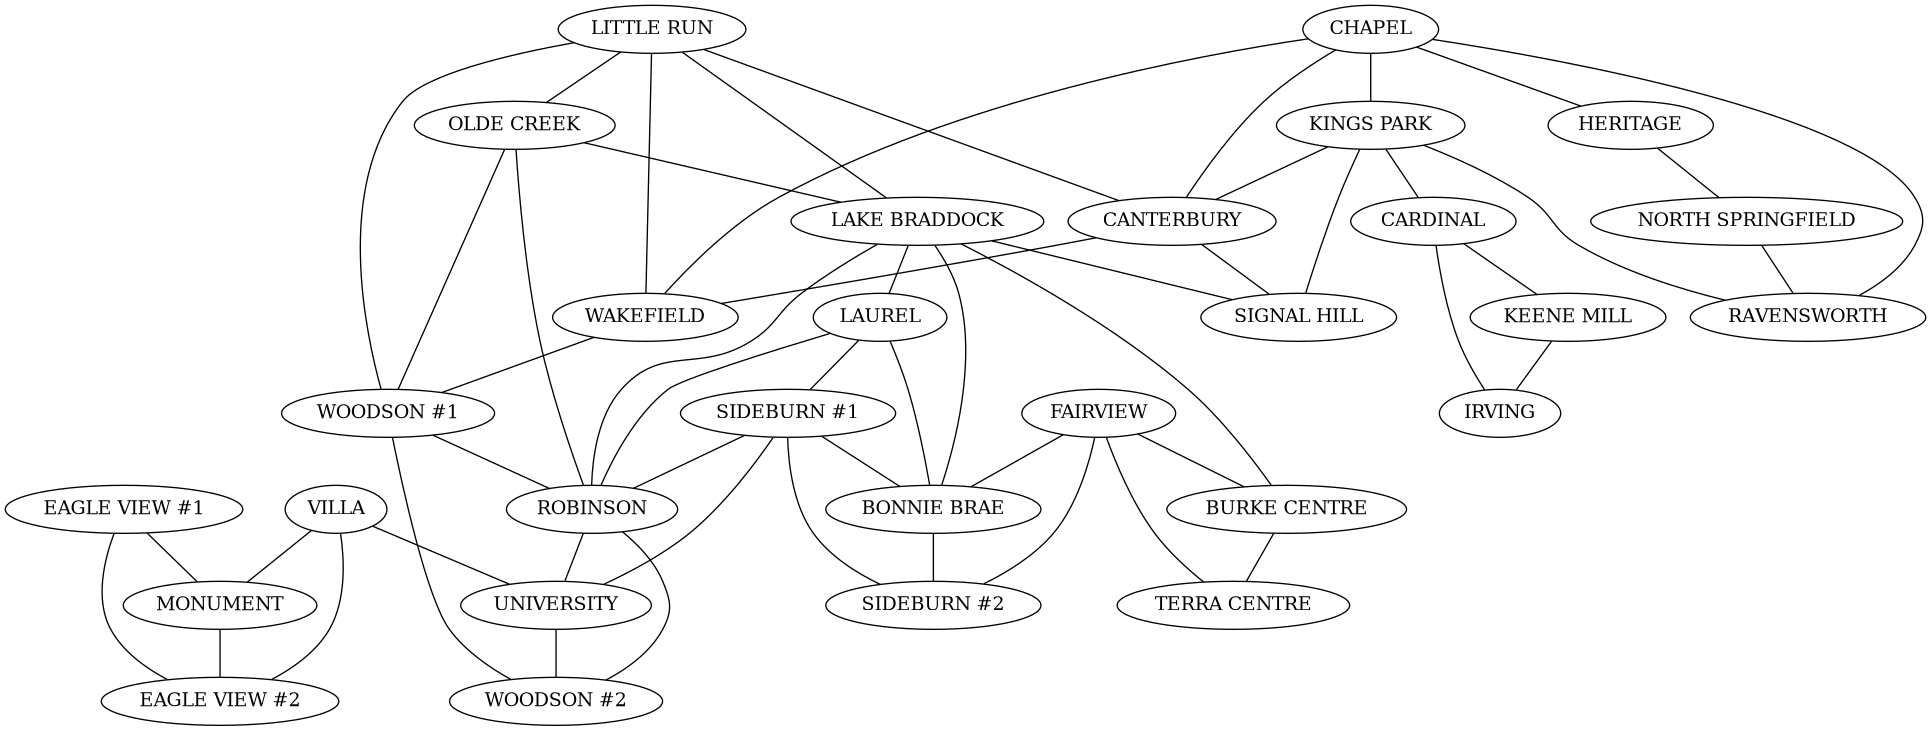 LITTLE RUN
CHAPEL
OLDE CREEK
KINGS PARK
HERITAGE
LAKE BRADDOCK
CANTERBURY
CARDINAL
NORTH SPRINGFIELD
WAKEFIELD
LAUREL
SIGNAL HILL
KEENE MILL
RAVENSWORTH
WOODSON #1
SIDEBURN #1
FAIRVIEW
IRVING
EAGLE VIEW #1
VILLA
ROBINSON
BONNIE BRAE
BURKE CENTRE
MONUMENT
UNIVERSITY
SIDEBURN #2
TERRA CENTRE
EAGLE VIEW #2
WOODSON #2